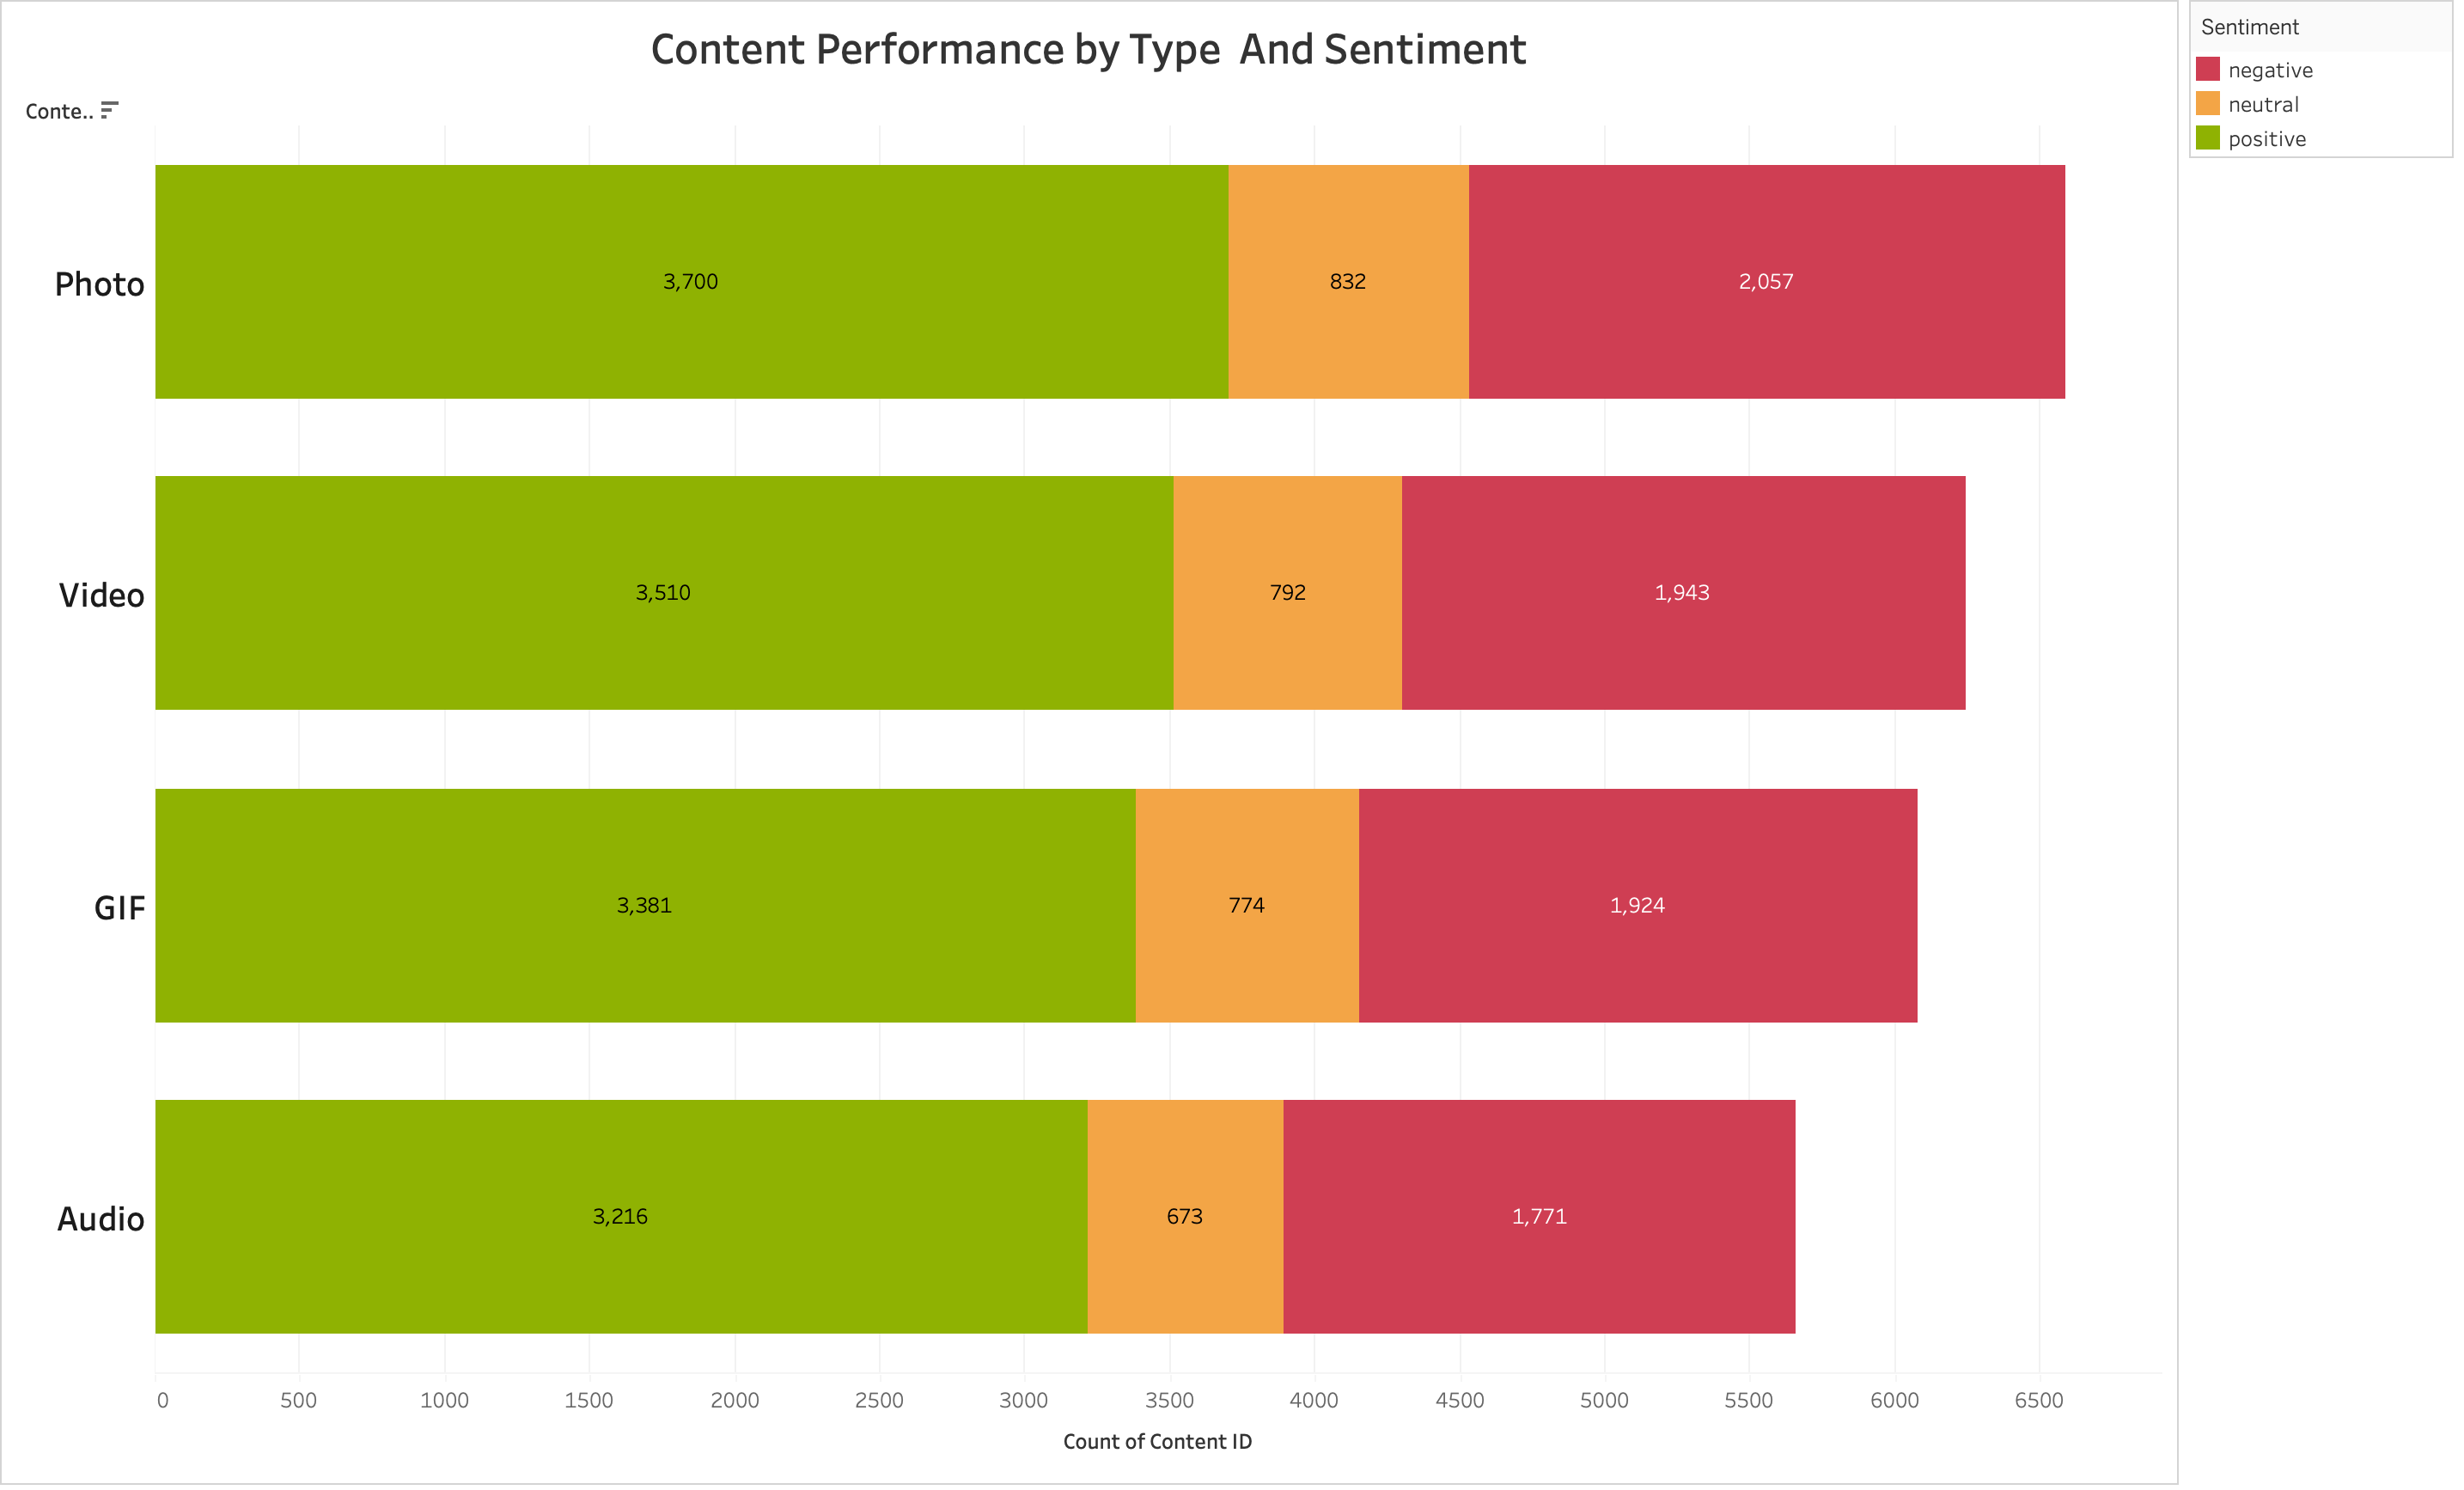 Content Performance by Type  And Sentiment
Sentiment
negative
neutral
positive
Conte..
Photo
3,700
832
2,057
Video
3,510
792
1,943
GIF
3,381
774
1,924
Audio
3,216
673
1,771
0 500 1000 1500 2000 2500 3000 3500 4000 4500 5000 5500 6000 6500
Count of Content ID